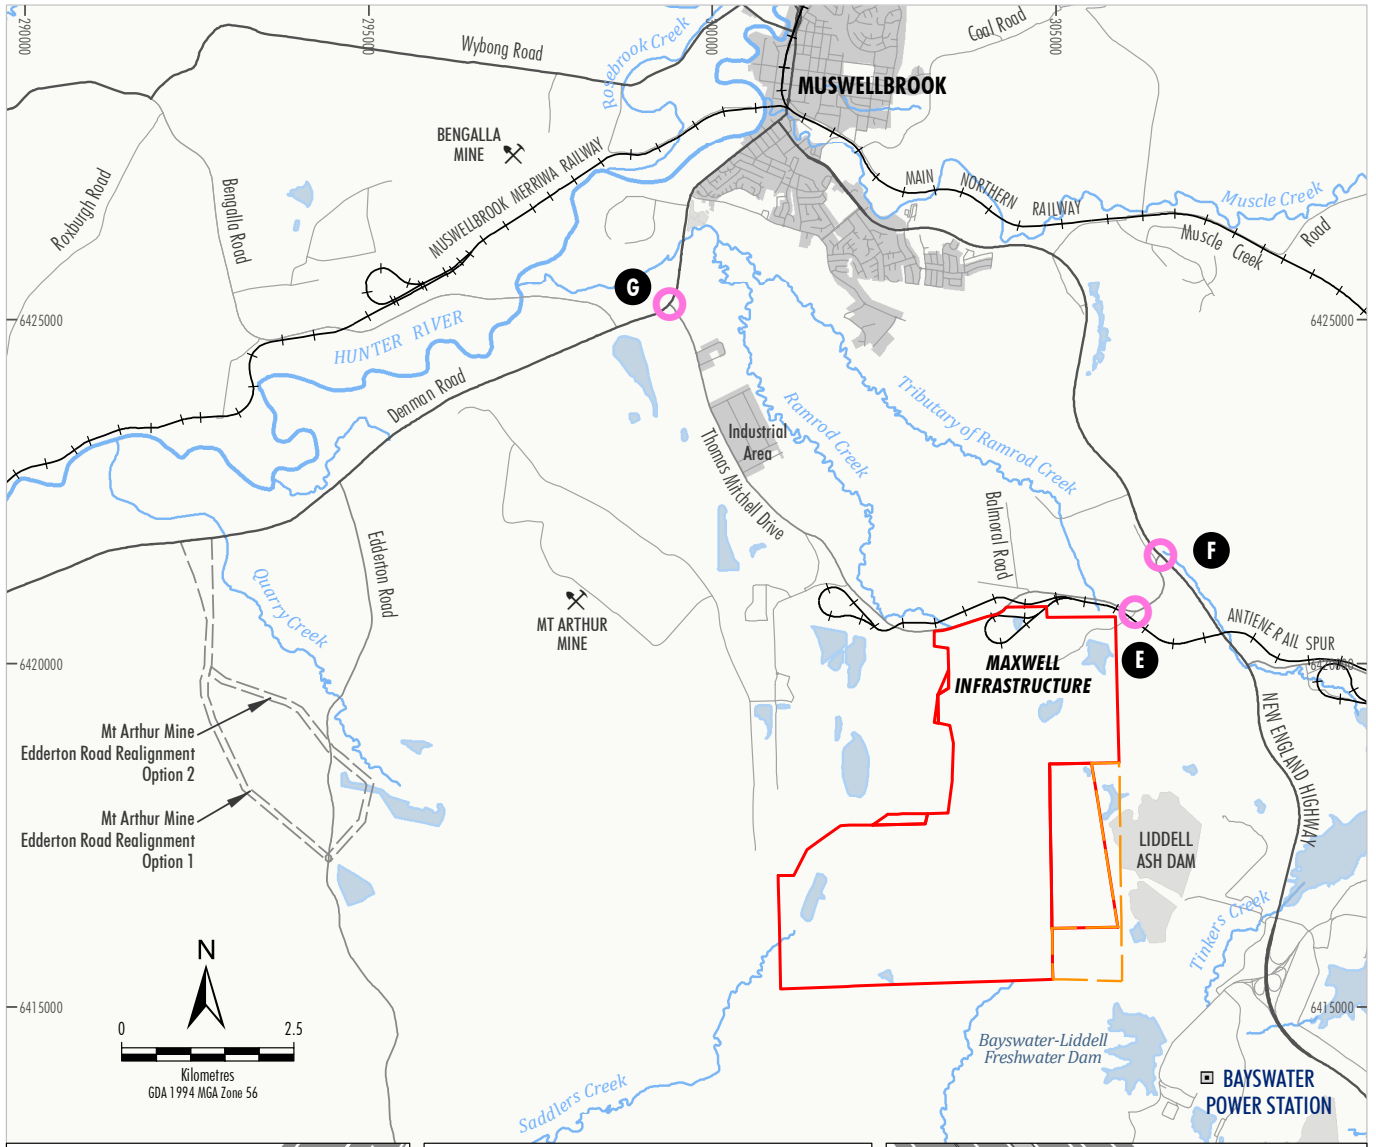 290000
295000
300000
305000
Wybong Road
Rosebrook Creek
Coal Road
MUSWELLBROOK
BENGALLA
MINE
MUSWELLBROOK MERRIWA RAILWAY
MAIN NORTHERN RAILWAY
Muscle Creek
Muscle Creek Road
Roxburgh Road
Bengalla Road
G
6425000
6425000
HUNTER RIVER
Denman Road
Ramrod Creek
Tributary of Ramrod Creek
Industrial
Area
Thomas Mitchell Drive
Balmoral Road
Edderton Road
F
Quarry Creek
MT ARTHUR
MINE
ANTIENE RAIL SPUR
E
6420000
6420000
MAXWELL
INFRASTRUCTURE
NEW ENGLAND HIGHWAY
Mt Arthur Mine
Edderton Road Realignment
Option 2
Mt Arthur Mine
Edderton Road Realignment
Option 1
LIDDELL
ASH DAM
Tinkers Creek
N
6415000
6415000
0 2.5
Kilometres
GDA 1994 MGA Zone 56
Bayswater-Liddell
Freshwater Dam
Saddlers Creek
BAYSWATER
POWER STATION